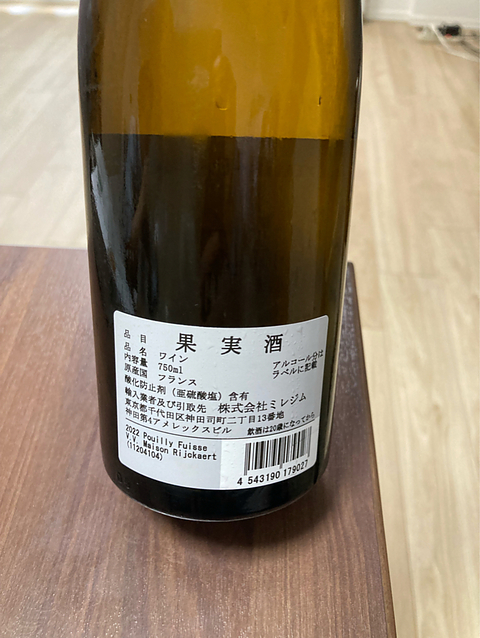 品目 果実酒
品名 ワイン
内容量 750ml
原産国 フランス
アルコール分は
ラベルに記載
酸化防止剤（亜硫酸塩）含有
輸入業者及び引取先 株式会社ミレジム
東京都千代田区神田司町二丁目13番地
神田第4アメレックスビル 飲酒は20歳になってから
2022 Pouilly Fuisse
V.V. Maison Rijokaert
(11204104)
4 543190 179027